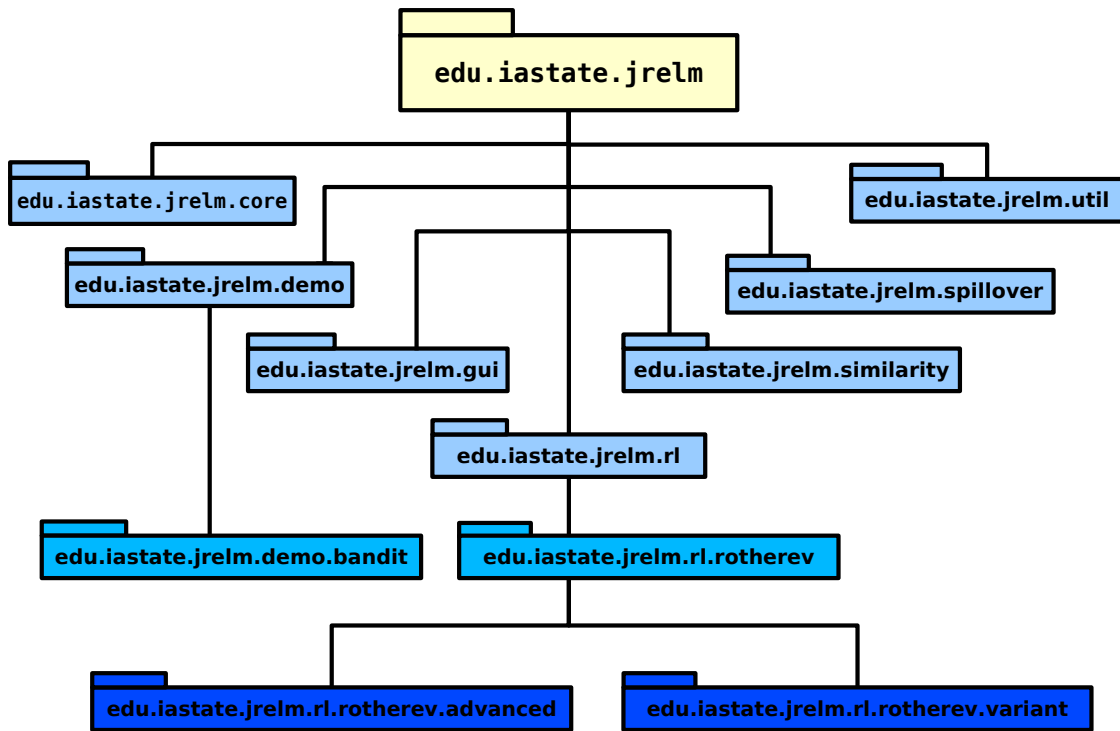 edu.iastate.jrelm
edu.iastate.jrelm.core
edu.iastate.jrelm.util
edu.iastate.jrelm.demo
edu.iastate.jrelm.spillover
edu.iastate.jrelm.gui
edu.iastate.jrelm.similarity
edu.iastate.jrelm.rl
edu.iastate.jrelm.demo.bandit
edu.iastate.jrelm.rl.rotherev
edu.iastate.jrelm.rl.rotherev.advanced
edu.iastate.jrelm.rl.rotherev.variant